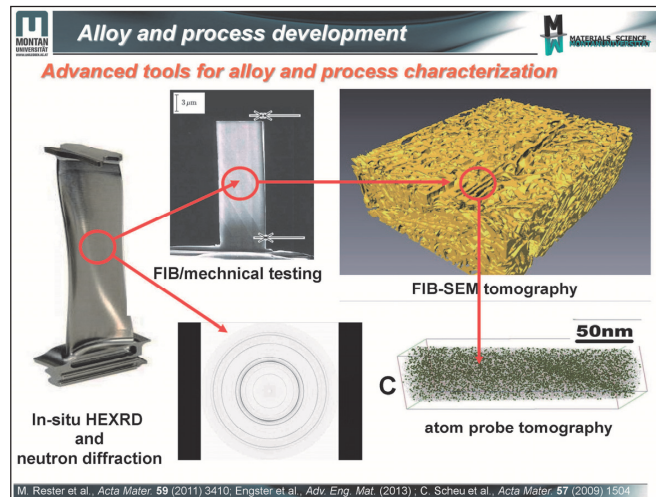 MONTAN
UNIVERSITÄT
Alloy and process development
MATERIALS SCIENCE
Advanced tools for alloy and process characterization
3 μm
FIB/mechnical testing
FIB-SEM tomography
50nm
C
In-situ HEXRD
and
neutron diffraction
atom probe tomography
M. Rester et al., Acta Mater. 59 (2011) 3410; Engster et al., Adv. Eng. Mat. (2013) ; C. Scheu et al., Acta Mater. 57 (2009) 1504